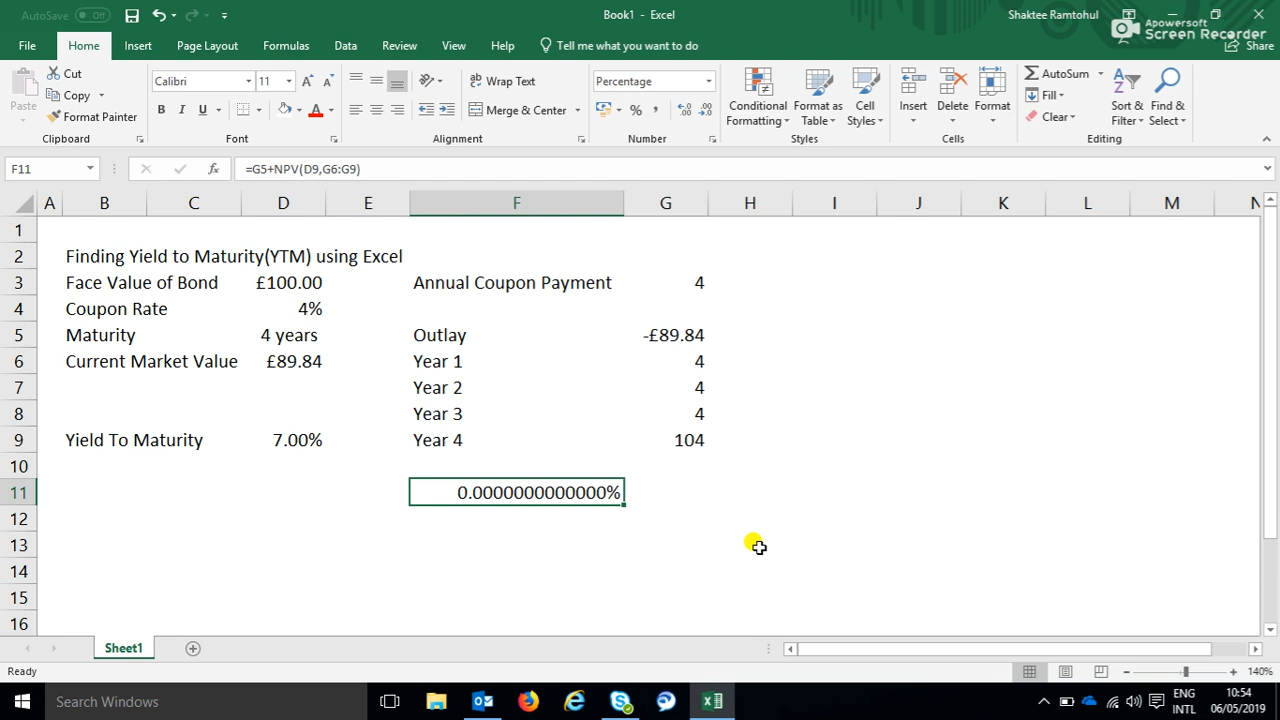 AutoSave Off
Book1 - Excel
Shaktee Ramtohul
Apowersoft
Screen Recorder
File Home Insert Page Layout Formulas Data Review View Help Tell me what you want to do Share
Paste
Cut
Copy
Format Painter
Clipboard
Calibri 11
B I U
Font
Wrap Text
Merge & Center
Alignment
Percentage
Number
Conditional Formatting
Format as Table
Cell Styles
Styles
Insert Delete Format
Cells
AutoSum
Fill
Clear
Sort & Filter
Find & Select
Editing
F11 fx =G5+NPV(D9,G6:G9)
A B C D E F G H I J K L M N
1
2 Finding Yield to Maturity(YTM) using Excel
3 Face Value of Bond £100.00 Annual Coupon Payment 4
4 Coupon Rate 4%
5 Maturity 4 years Outlay -£89.84
6 Current Market Value £89.84 Year 1 4
7 Year 2 4
8 Year 3 4
9 Yield To Maturity 7.00% Year 4 104
10
11 0.0000000000000%
12
13
14
15
16
Sheet1
Ready 140%
Search Windows
ENG 10:54
INTL 06/05/2019